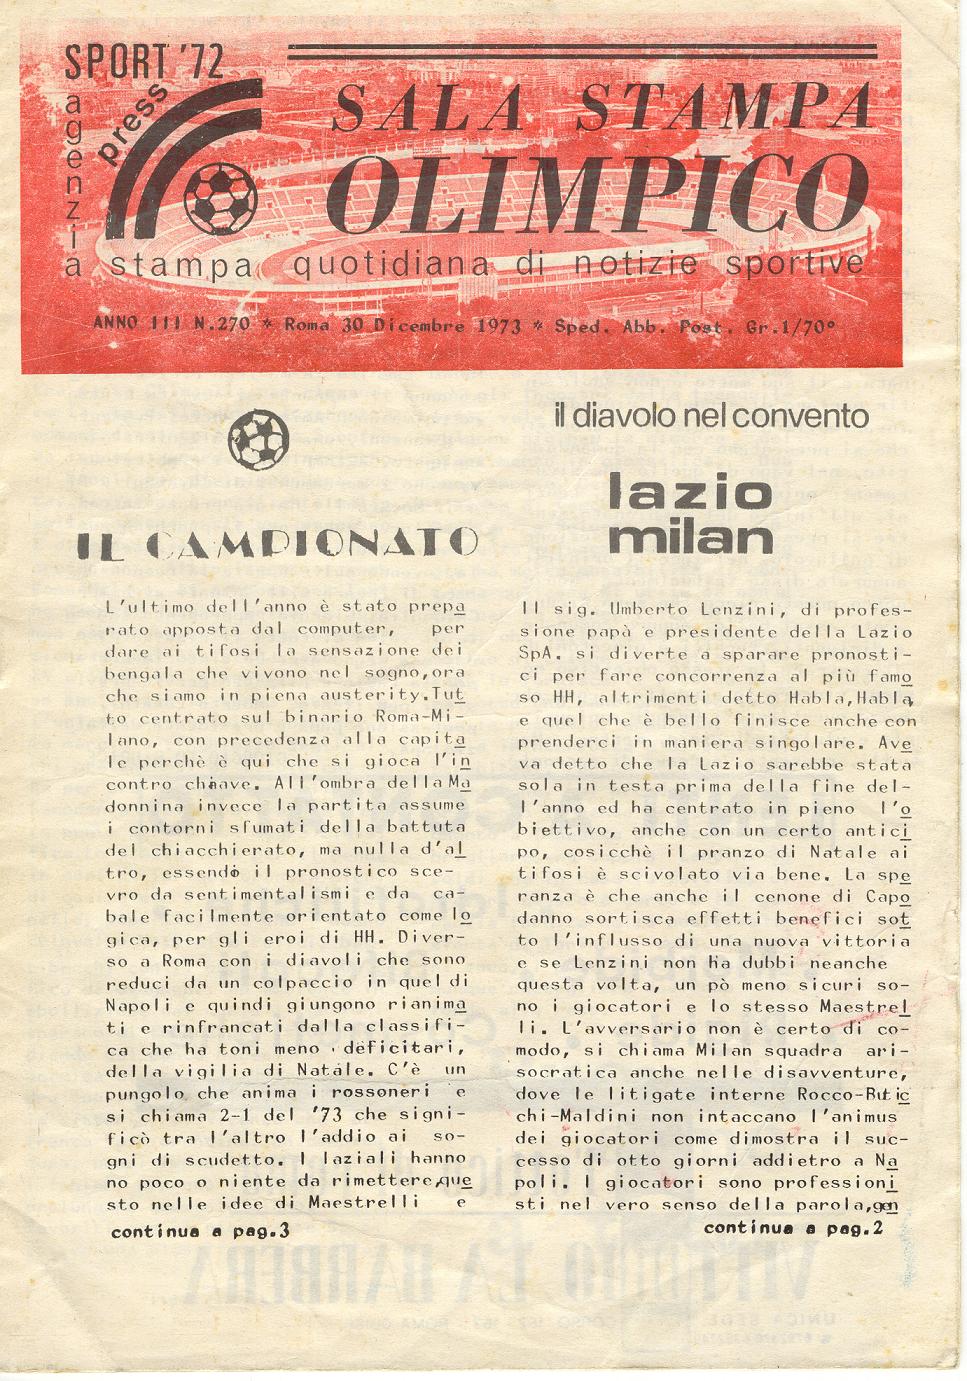 SPORT '72
agenzia
press
SALA STAMPA
OLIMPICO
stampa quotidiana di notizie sportive
ANNO III N.270 * Roma 30 Dicembre 1973 * Sped. Abb. Post. Gr.1/70°
IL CAMPIONATO
L'ultimo dell'anno è stato prepa
rato apposta dal computer, per
dare ai tifosi la sensazione dei
bengala che vivono nel sogno,ora
che siamo in piena austerity.Tut
to centrato sul binario Roma-Mi-
lano, con precedenza alla capita
le perchè è qui che si gioca l'in
contro chiave. All'ombra della Ma
donnina invece la partita assume
i contorni sfumati della battuta
del chiacchierato, ma nulla d'al
tro, essendo il pronostico sce-
vro da sentimentalismi e da ca-
bale facilmente orientato come lo
gica, per gli eroi di HH. Diver-
so a Roma con i diavoli che sono
reduci da un colpaccio in quel di
Napoli e quindi giungono rianima
ti e rinfrancati dalla classifi-
ca che ha toni meno deficitari,
della vigilia di Natale. C'è un
pungolo che anima i rossoneri e
si chiama 2-1 del '73 che signi-
ficò tra l'altro l'addio ai so-
gni di scudetto. I laziali hanno
no poco o niente da rimettere,que
sto nelle idee di Maestrelli e
continua a pag.3
il diavolo nel convento
lazio
milan
Il sig. Umberto Lenzini, di profes-
sione papà e presidente della Lazio
SpA. si diverte a sparare pronosti-
ci per fare concorrenza al più famo
so HH, altrimenti detto Habla,Habla,
e quel che è bello finisce anche con
prenderci in maniera singolare. Ave
va detto che la Lazio sarebbe stata
sola in testa prima della fine del-
l'anno ed ha centrato in pieno l'o
biettivo, anche con un certo antici
po, cosicchè il pranzo di Natale ai
tifosi è scivolato via bene. La spe
ranza è che anche il cenone di Capo
danno sortisca effetti benefici sot
to l'influsso di una nuova vittoria
e se Lenzini non ha dubbi neanche
questa volta, un pò meno sicuri so-
no i giocatori e lo stesso Maestrel
li. L'avversario non è certo di co-
modo, si chiama Milan squadra ari-
socratica anche nelle disavventure,
dove le litigate interne Rocco-Butic
chi-Maldini non intaccano l'animus
dei giocatori come dimostra il suc-
cesso di otto giorni addietro a Na
poli. I giocatori sono professioni
sti nel vero senso della parola,gen
continua a pag.2